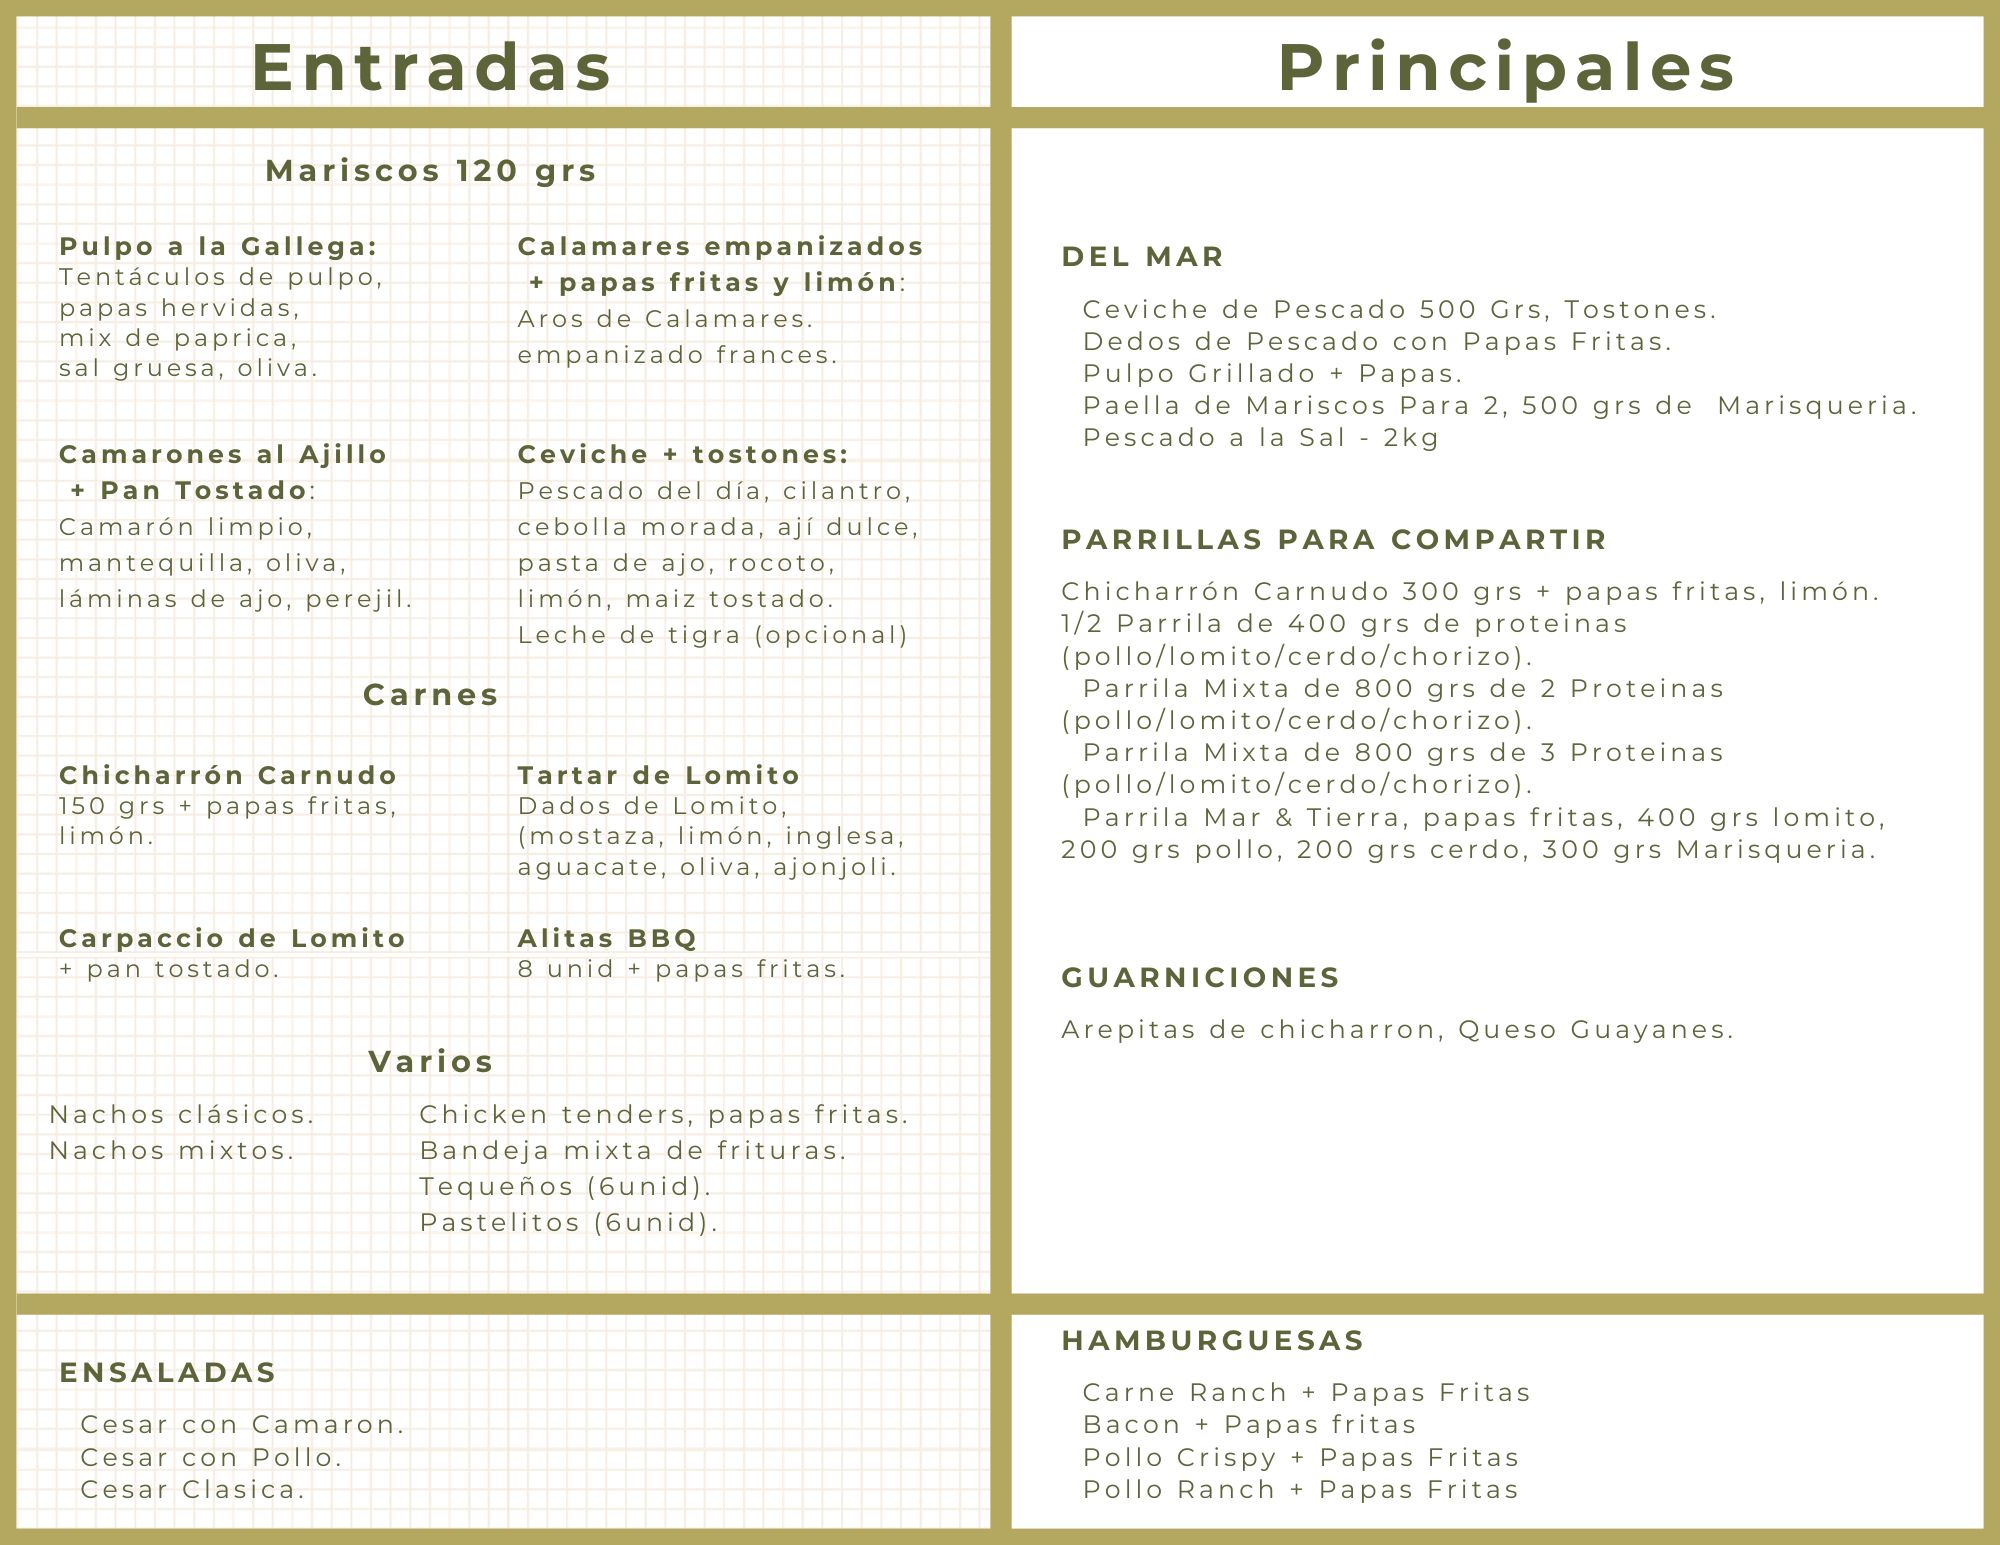 Entradas
Mariscos 120 grs
Pulpo a la Gallega:
Tentáculos de pulpo,
papas hervidas,
mix de paprica,
sal gruesa, oliva.
Calamares empanizados
+ papas fritas y limón:
Aros de Calamares.
empanizado frances.
Camarones al Ajillo
+ Pan Tostado:
Camarón limpio,
mantequilla, oliva,
láminas de ajo, perejil.
Ceviche + tostones:
Pescado del día, cilantro,
cebolla morada, ají dulce,
pasta de ajo, rocoto,
limón, maiz tostado.
Leche de tigra (opcional)
Carnes
Chicharrón Carnudo
150 grs + papas fritas,
limón.
Tartar de Lomito
Dados de Lomito,
(mostaza, limón, inglesa,
aguacate, oliva, ajonjoli.
Carpaccio de Lomito
+ pan tostado.
Alitas BBQ
8 unid + papas fritas.
Varios
Nachos clásicos.
Nachos mixtos.
Chicken tenders, papas fritas.
Bandeja mixta de frituras.
Tequeños (6unid).
Pastelitos (6unid).
ENSALADAS
Cesar con Camaron.
Cesar con Pollo.
Cesar Clasica.
Principales
DEL MAR
Ceviche de Pescado 500 Grs, Tostones.
Dedos de Pescado con Papas Fritas.
Pulpo Grillado + Papas.
Paella de Mariscos Para 2, 500 grs de  Marisqueria.
Pescado a la Sal - 2kg
PARRILLAS PARA COMPARTIR
Chicharrón Carnudo 300 grs + papas fritas, limón.
1/2 Parrila de 400 grs de proteinas
(pollo/lomito/cerdo/chorizo).
Parrila Mixta de 800 grs de 2 Proteinas
(pollo/lomito/cerdo/chorizo).
Parrila Mixta de 800 grs de 3 Proteinas
(pollo/lomito/cerdo/chorizo).
Parrila Mar & Tierra, papas fritas, 400 grs lomito,
200 grs pollo, 200 grs cerdo, 300 grs Marisqueria.
GUARNICIONES
Arepitas de chicharron, Queso Guayanes.
HAMBURGUESAS
Carne Ranch + Papas Fritas
Bacon + Papas fritas
Pollo Crispy + Papas Fritas
Pollo Ranch + Papas Fritas